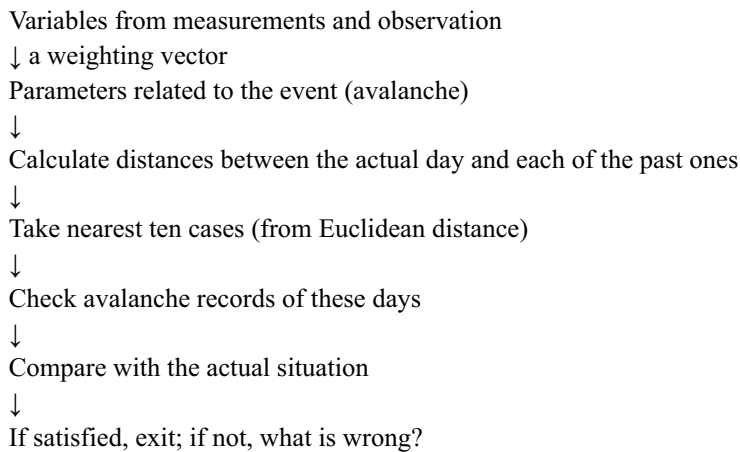 Variables from measurements and observation
↓ a weighting vector
Parameters related to the event (avalanche)
↓
Calculate distances between the actual day and each of the past ones
↓
Take nearest ten cases (from Euclidean distance)
↓
Check avalanche records of these days
↓
Compare with the actual situation
↓
If satisfied, exit; if not, what is wrong?